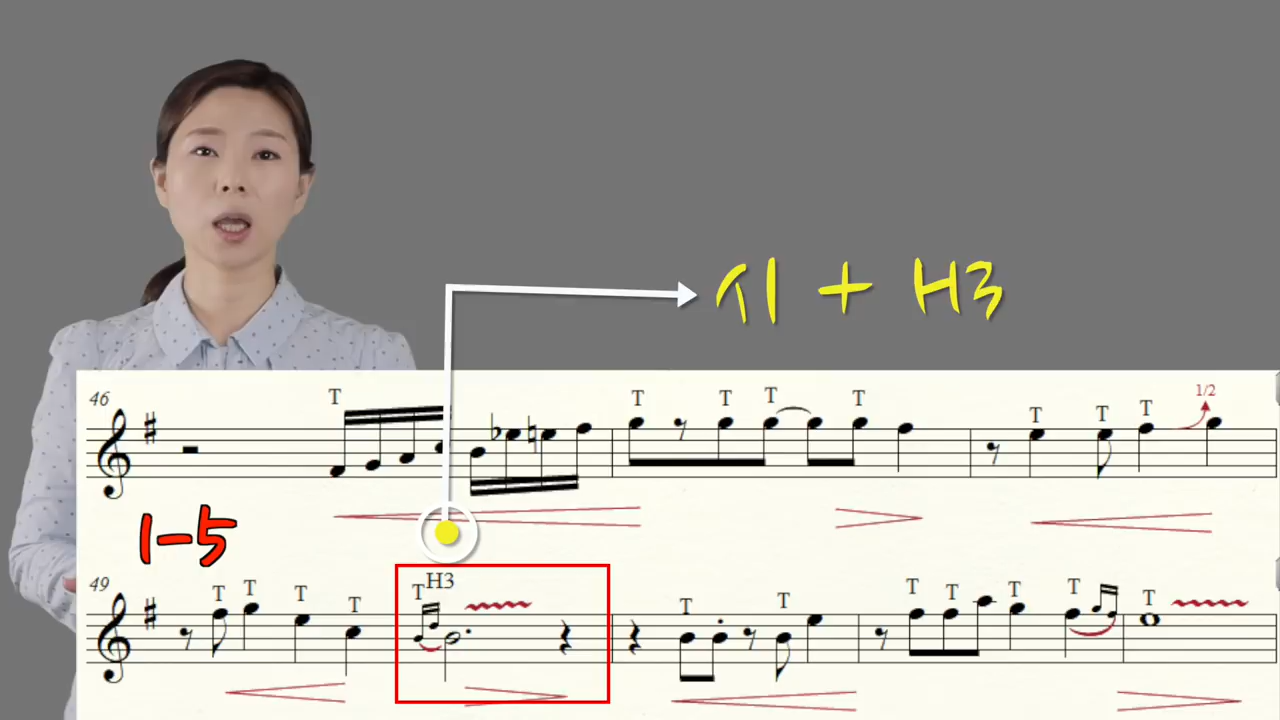 시 + H3
46
T
T T T T
T T T
1/2
1-5
49
T T T T
T H3
T T
T T T T
T